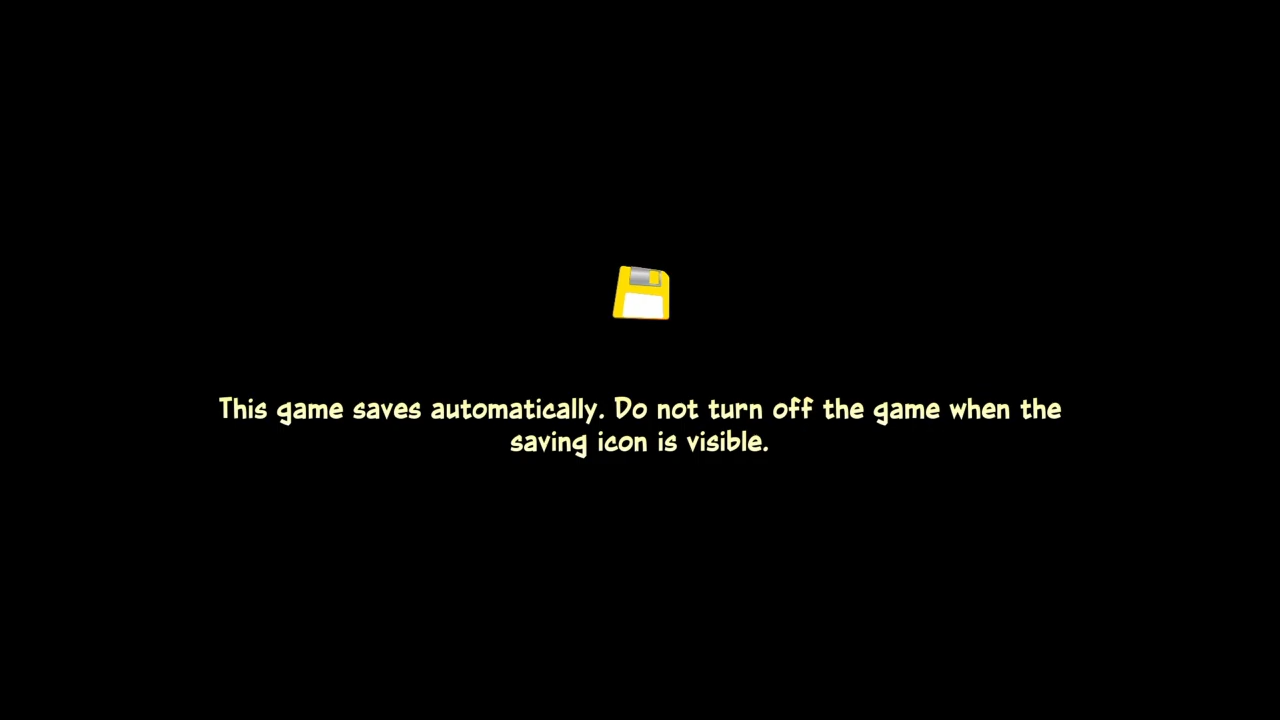 This game saves automatically. Do not turn off the game when the
saving icon is visible.